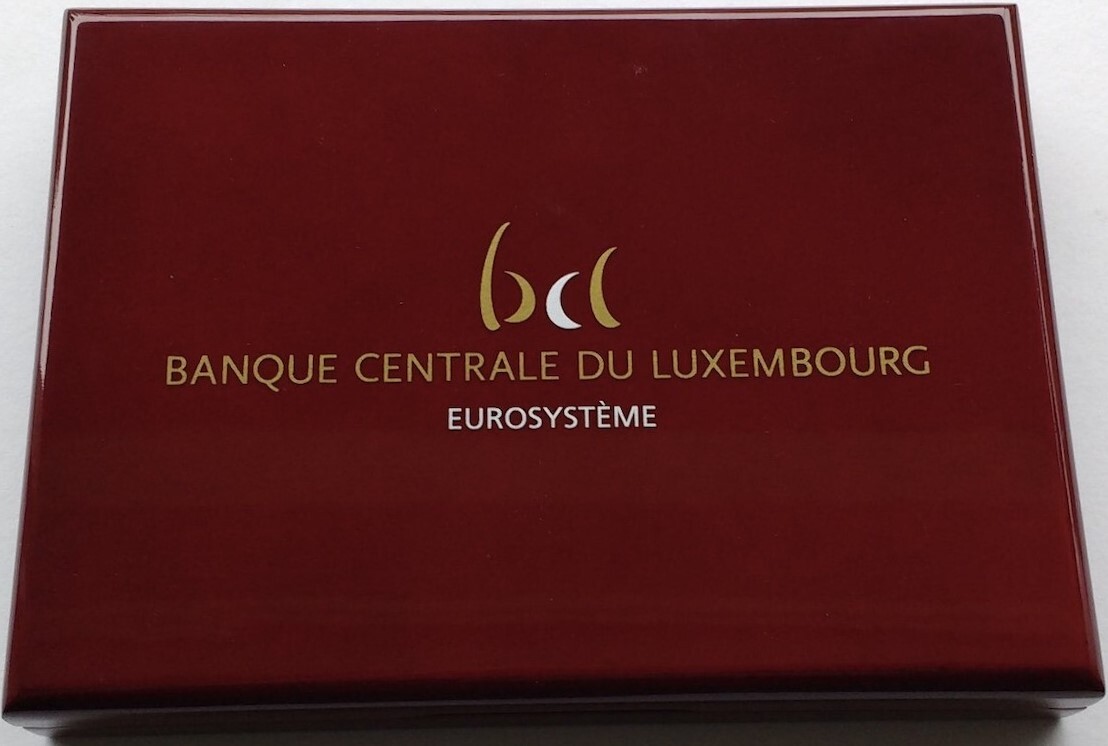 bcl
BANQUE CENTRALE DU LUXEMBOURG
EUROSYSTÈME